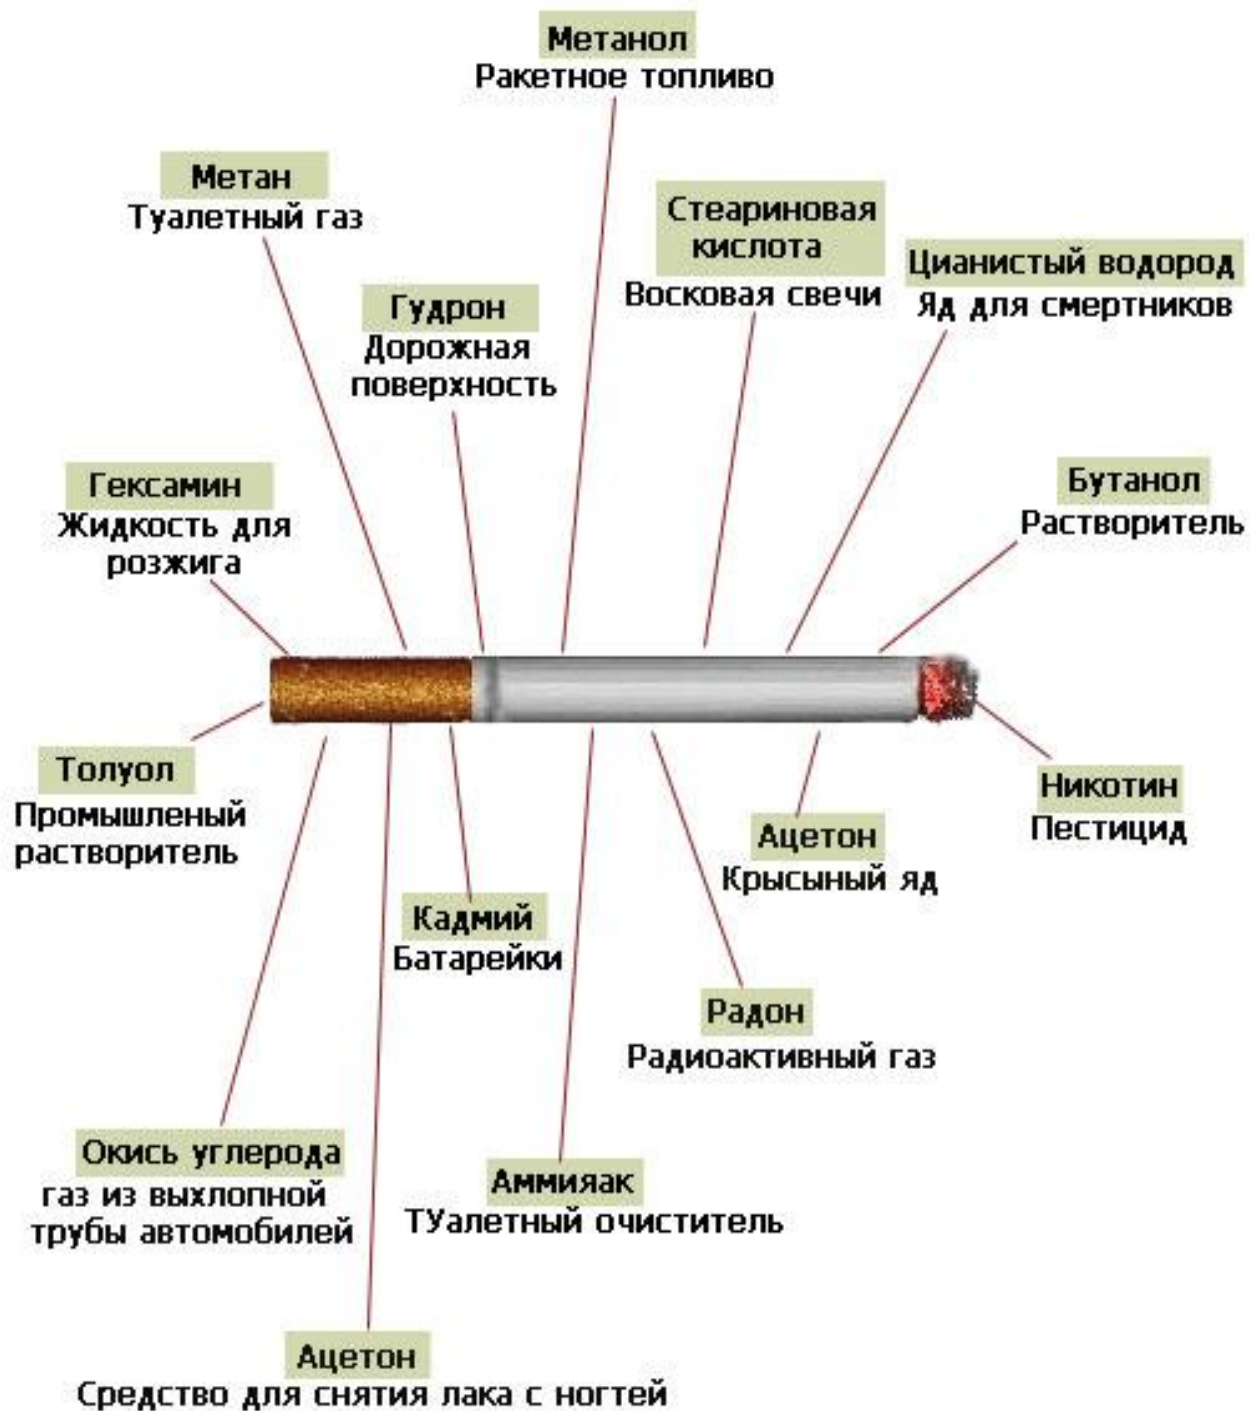 Метанол
Ракетное топливо
Метан
Туалетный газ
Стеариновая
кислота
Восковая свечи
Цианистый водород
Яд для смертников
Гудрон
Дорожная
поверхность
Гексамин
Жидкость для
розжига
Бутанол
Растворитель
Толуол
Промышленый
растворитель
Никотин
Пестицид
Ацетон
Крысыный яд
Кадмий
Батарейки
Радон
Радиоактивный газ
Окись углерода
газ из выхлопной
трубы автомобилей
Аммияак
ТУалетный очиститель
Ацетон
Средство для снятия лака с ногтей